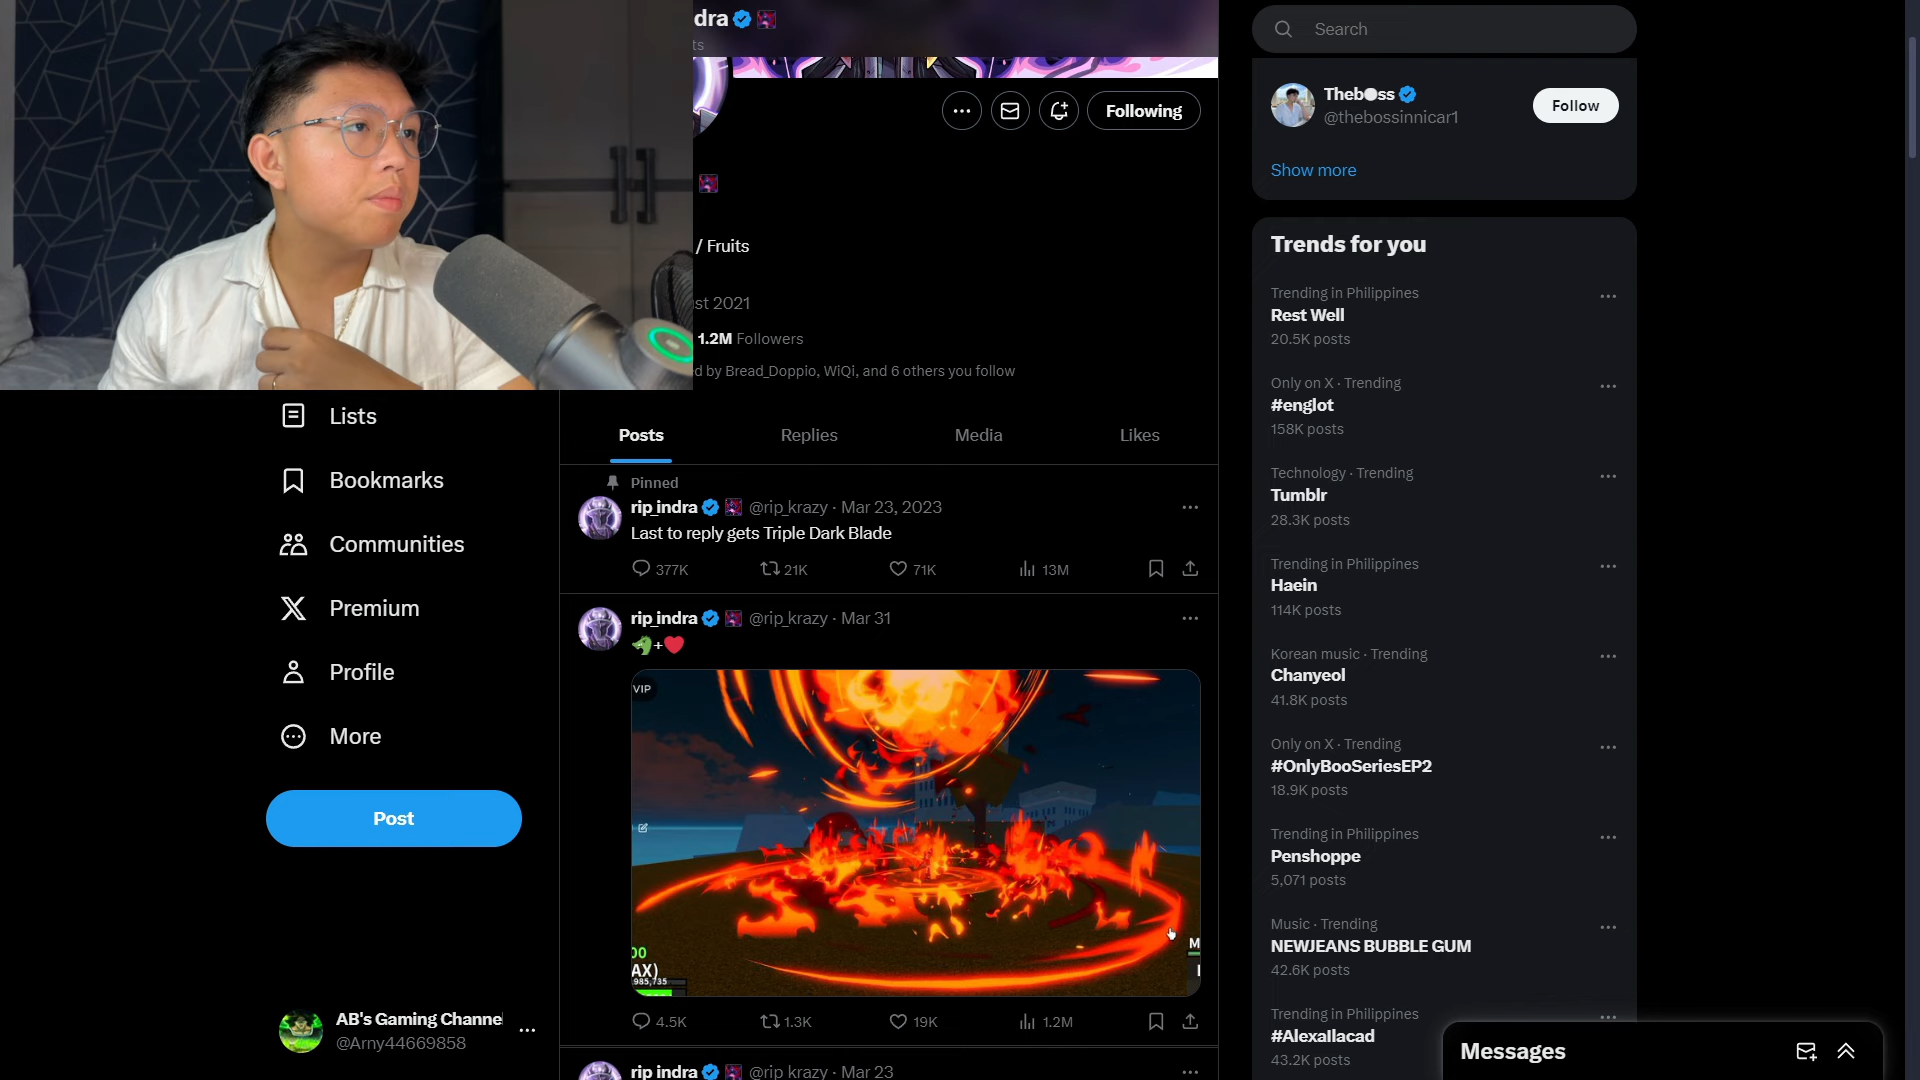 dra
ts
Following
/ Fruits
st 2021
1.2M Followers
d by Bread_Doppio, WiQi, and 6 others you follow
Lists
Bookmarks
Communities
Premium
Profile
More
Post
AB's Gaming Channel
@Arny44669858
Posts Replies Media Likes
Pinned
rip_indra @rip_krazy · Mar 23, 2023
Last to reply gets Triple Dark Blade
377K 21K 71K 13M
rip_indra @rip_krazy · Mar 31
+
VIP
00
AX)
985,735
M
4.5K 1.3K 19K 1.2M
rip_indra @rip_krazy · Mar 23
Search
Theb●ss
@thebossinnicar1
Follow
Show more
Trends for you
Trending in Philippines
Rest Well
20.5K posts
Only on X · Trending
#englot
158K posts
Technology · Trending
Tumblr
28.3K posts
Trending in Philippines
Haein
114K posts
Korean music · Trending
Chanyeol
41.8K posts
Only on X · Trending
#OnlyBooSeriesEP2
18.9K posts
Trending in Philippines
Penshoppe
5,071 posts
Music · Trending
NEWJEANS BUBBLE GUM
42.6K posts
Trending in Philippines
#AlexaIlacad
43.2K posts
Messages